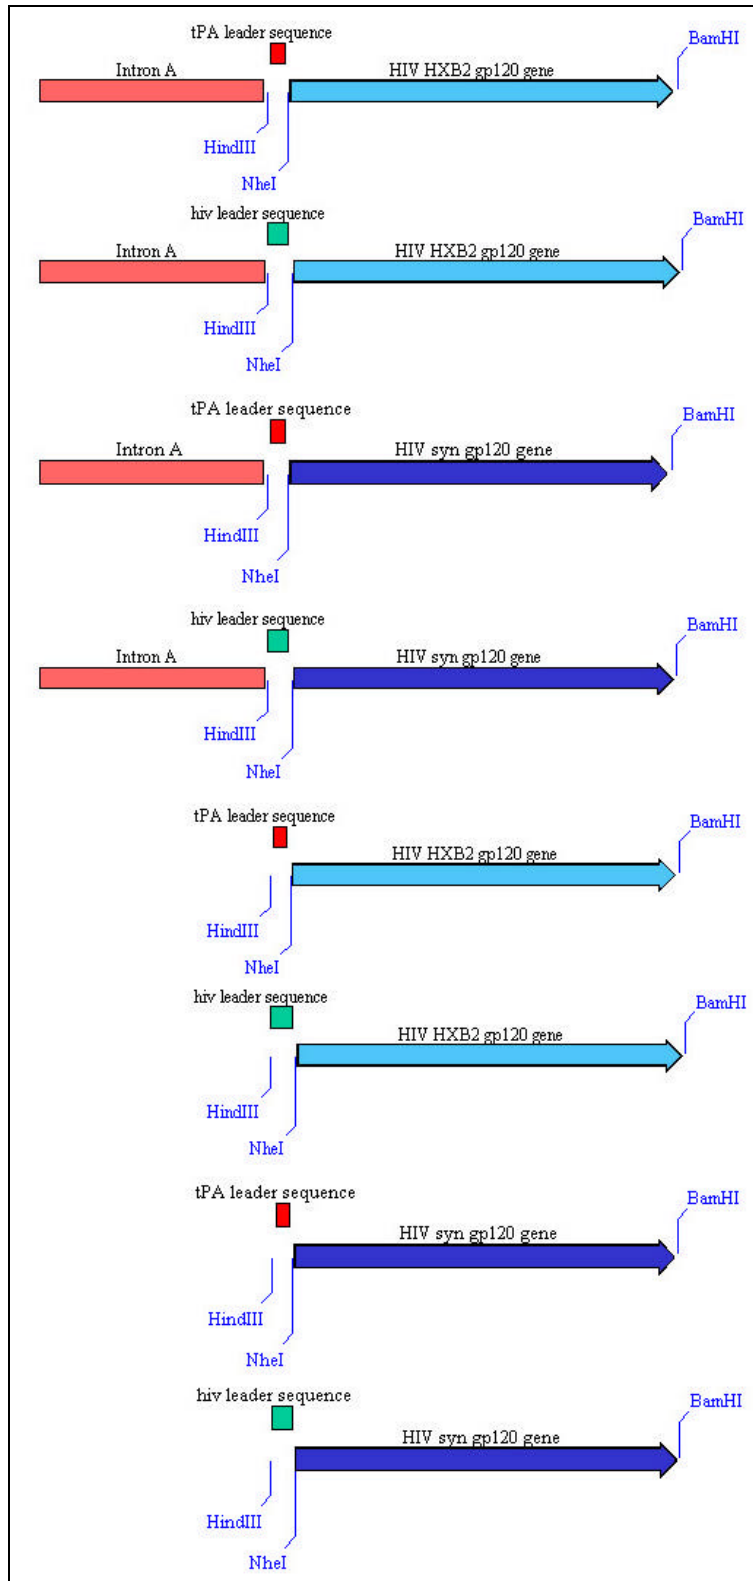 tPA leader sequence
BamHI
Intron A
HIV HXB2 gp120 gene
HindIII
NheI
hiv leader sequence
BamHI
Intron A
HIV HXB2 gp120 gene
HindIII
NheI
tPA leader sequence
BamHI
Intron A
HIV syn gp120 gene
HindIII
NheI
hiv leader sequence
BamHI
Intron A
HIV syn gp120 gene
HindIII
NheI
tPA leader sequence
BamHI
HIV HXB2 gp120 gene
HindIII
NheI
hiv leader sequence
BamHI
HIV HXB2 gp120 gene
HindIII
NheI
tPA leader sequence
BamHI
HIV syn gp120 gene
HindIII
NheI
hiv leader sequence
BamHI
HIV syn gp120 gene
HindIII
NheI